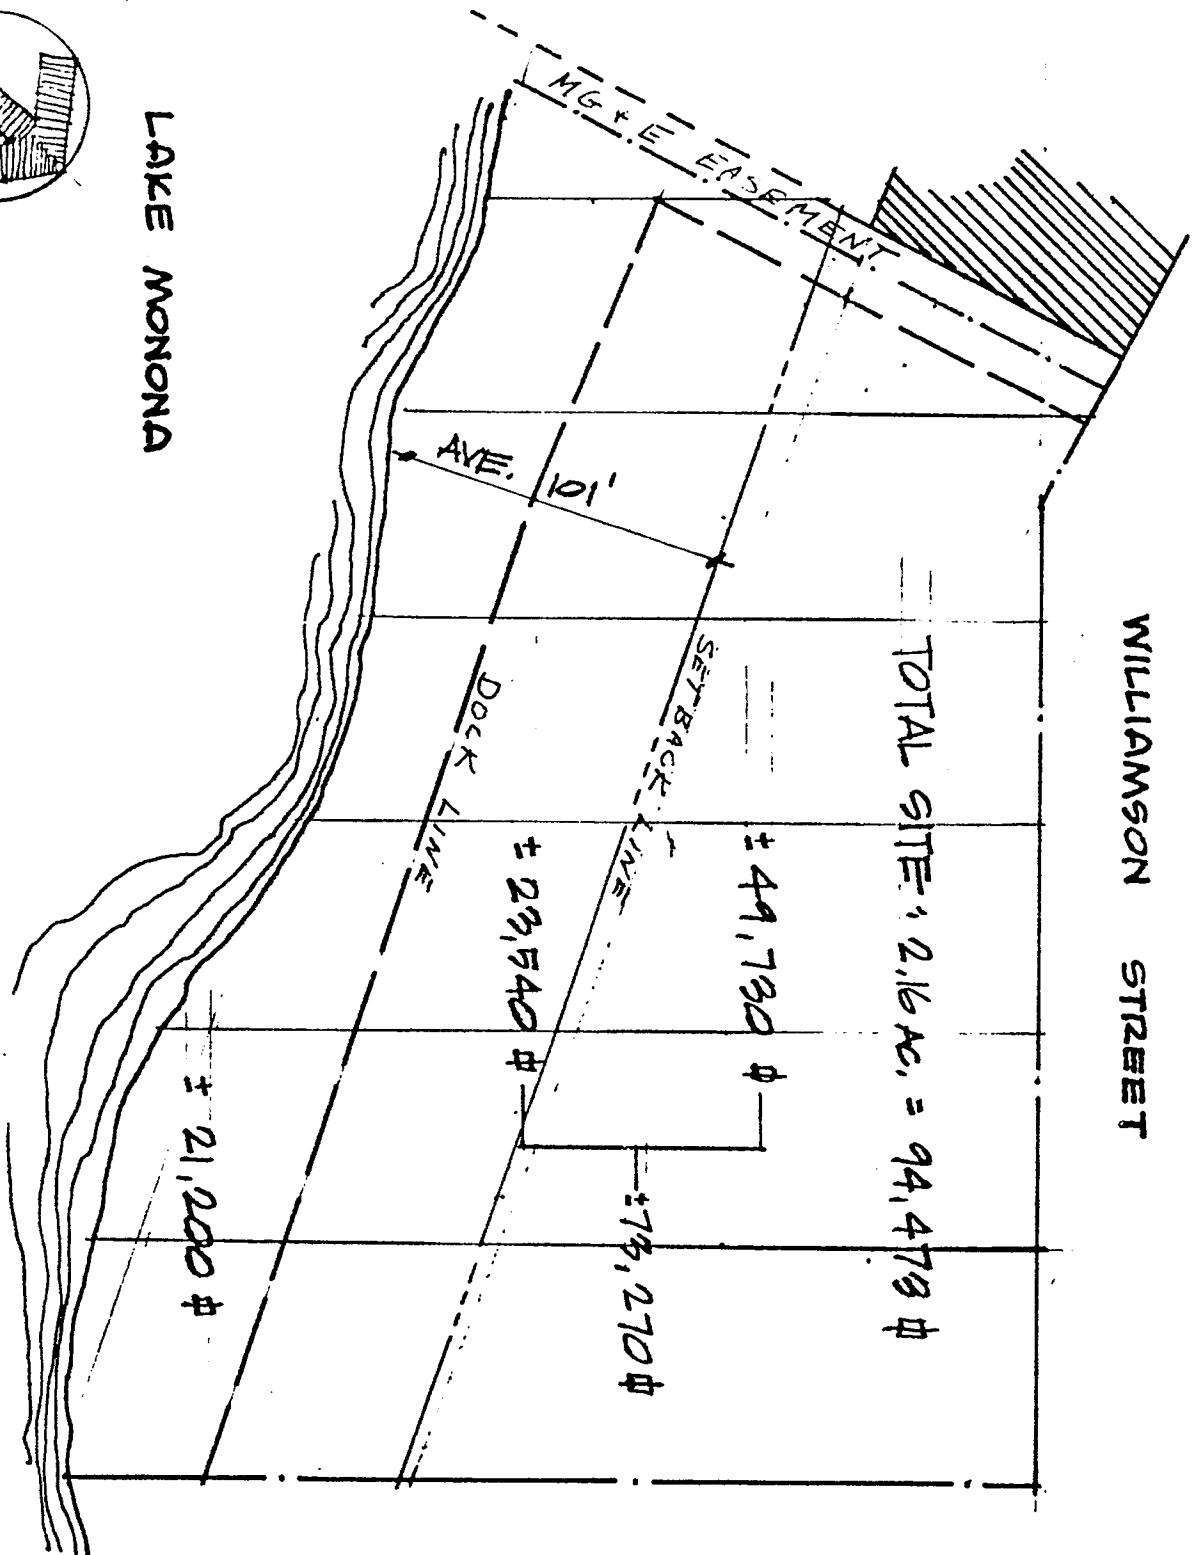 WILLIAMSON STREET
MG + E EASEMENT
TOTAL SITE: 2.16 AC. = 94,478 ⏍
± 49,730 ⏍
± 73,270 ⏍
SETBACK LINE
± 23,540 ⏍
AVE. 101'
DOCK LINE
± 21,200 ⏍
LAKE MONONA